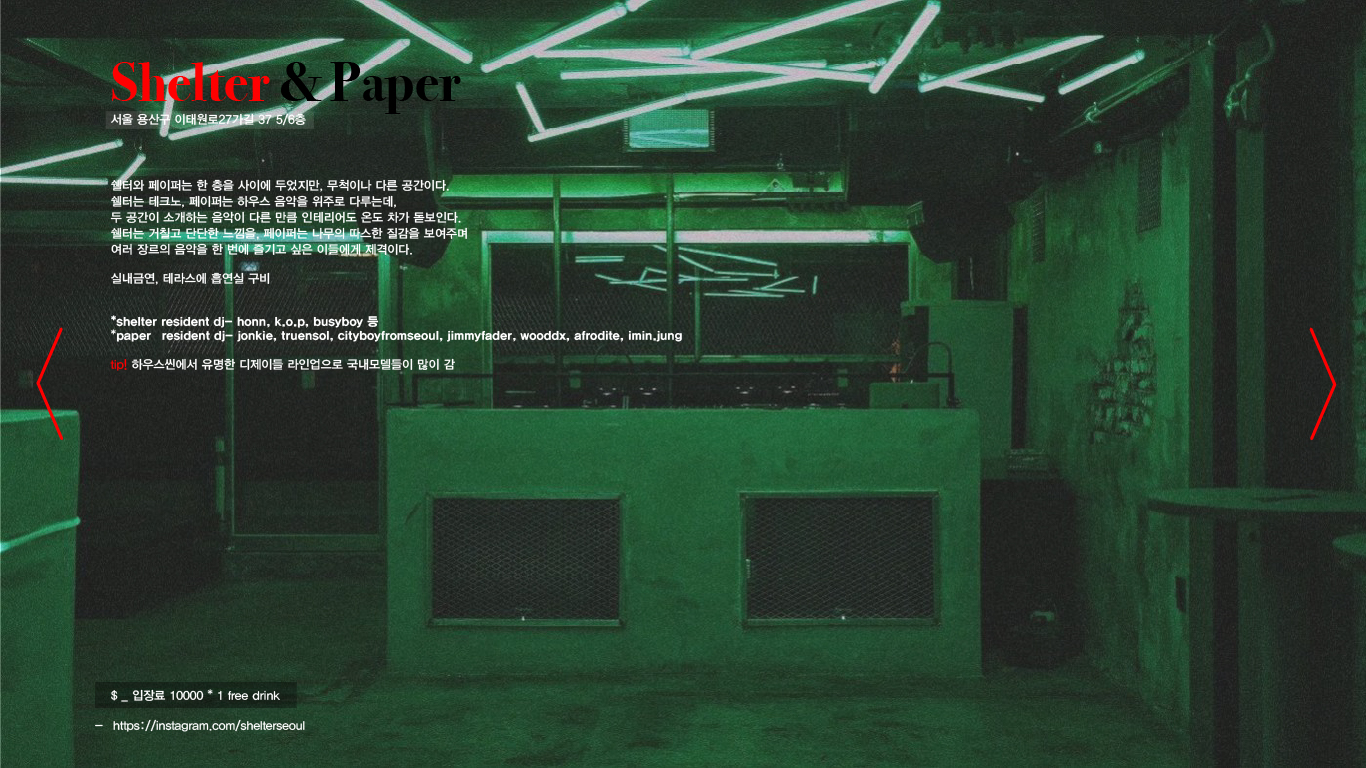 Shelter & Paper
서울 용산구 이태원로27가길 37 5/6층
쉘터와 페이퍼는 한 층을 사이에 두었지만, 무척이나 다른 공간이다.
쉘터는 테크노, 페이퍼는 하우스 음악을 위주로 다루는데,
두 공간이 소개하는 음악이 다른 만큼 인테리어도 온도 차가 돋보인다.
쉘터는 거칠고 단단한 느낌을, 페이퍼는 나무의 따스한 질감을 보여주며
여러 장르의 음악을 한 번에 즐기고 싶은 이들에게 제격이다.
실내금연, 테라스에 흡연실 구비
*shelter resident dj- honn, k.o.p, busyboy 등
*paper resident dj- jonkie, truensol, cityboyfromseoul, jimmyfader, wooddx, afrodite, imin.jung
tip! 하우스씬에서 유명한 디제이들 라인업으로 국내모델들이 많이 감
$ _ 입장료 10000 * 1 free drink
- https://instagram.com/shelterseoul